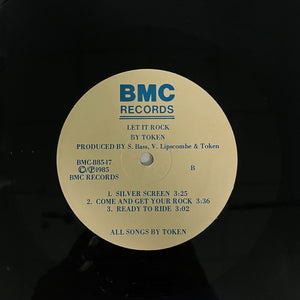 BMC
RECORDS
LET IT ROCK
BY TOKEN
PRODUCED BY S. Bass, V. Lipscombe & Token
BMC 88517
Ⓒ Ⓟ 1985
B
BMC RECORDS
1. SILVER SCREEN 3:25
2. COME AND GET YOUR ROCK 3:36
3. READY TO RIDE 3:02
ALL SONGS BY TOKEN